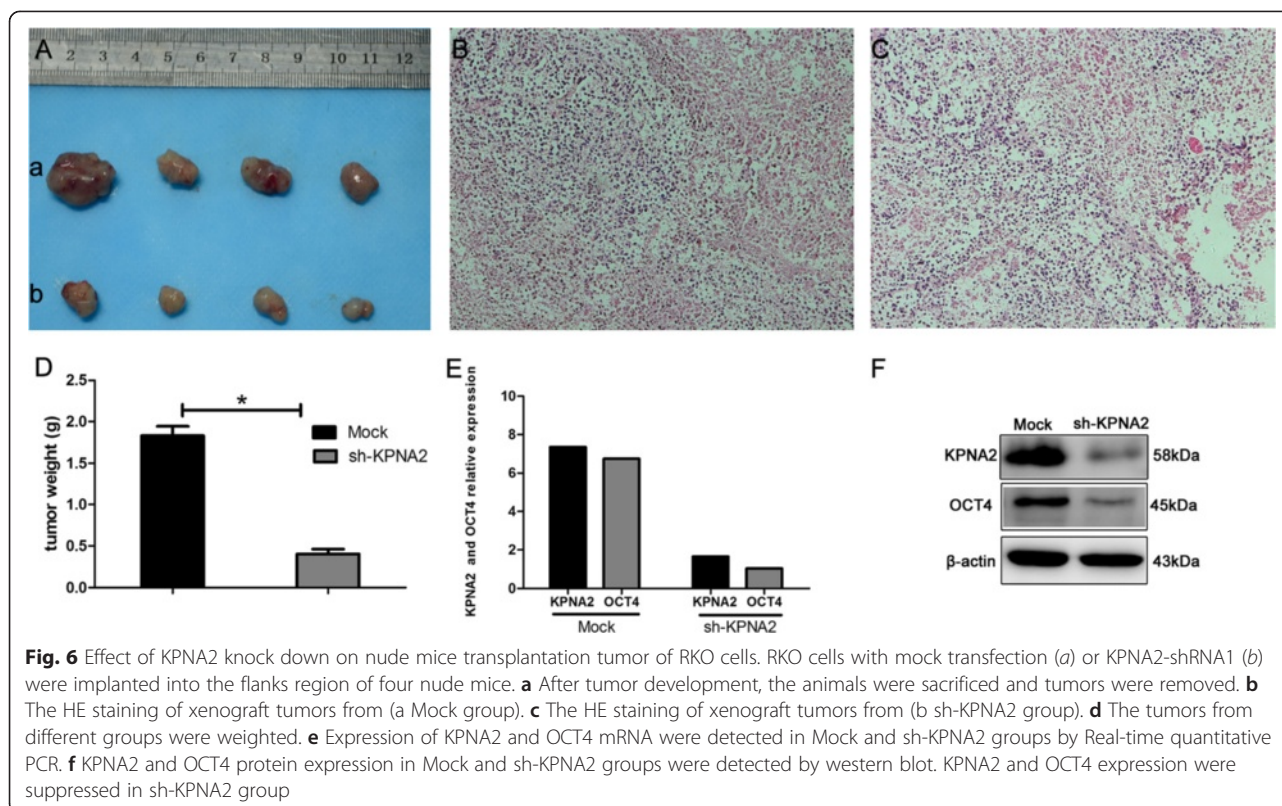 A
2 3 4 5 6 7 8 9 10 11 12
a
b
B
C
D
tumor weight (g)
2.5
2.0
1.5
1.0
0.5
0.0
*
Mock
sh-KPNA2
E
KPNA2 and OCT4 relative expression
10
8
6
4
2
0
KPNA2 OCT4 KPNA2 OCT4
Mock sh-KPNA2
F
Mock sh-KPNA2
KPNA2 58kDa
OCT4 45kDa
β-actin 43kDa
Fig. 6 Effect of KPNA2 knock down on nude mice transplantation tumor of RKO cells. RKO cells with mock transfection (a) or KPNA2-shRNA1 (b)
were implanted into the flanks region of four nude mice. a After tumor development, the animals were sacrificed and tumors were removed. b
The HE staining of xenograft tumors from (a Mock group). c The HE staining of xenograft tumors from (b sh-KPNA2 group). d The tumors from
different groups were weighted. e Expression of KPNA2 and OCT4 mRNA were detected in Mock and sh-KPNA2 groups by Real-time quantitative
PCR. f KPNA2 and OCT4 protein expression in Mock and sh-KPNA2 groups were detected by western blot. KPNA2 and OCT4 expression were
suppressed in sh-KPNA2 group